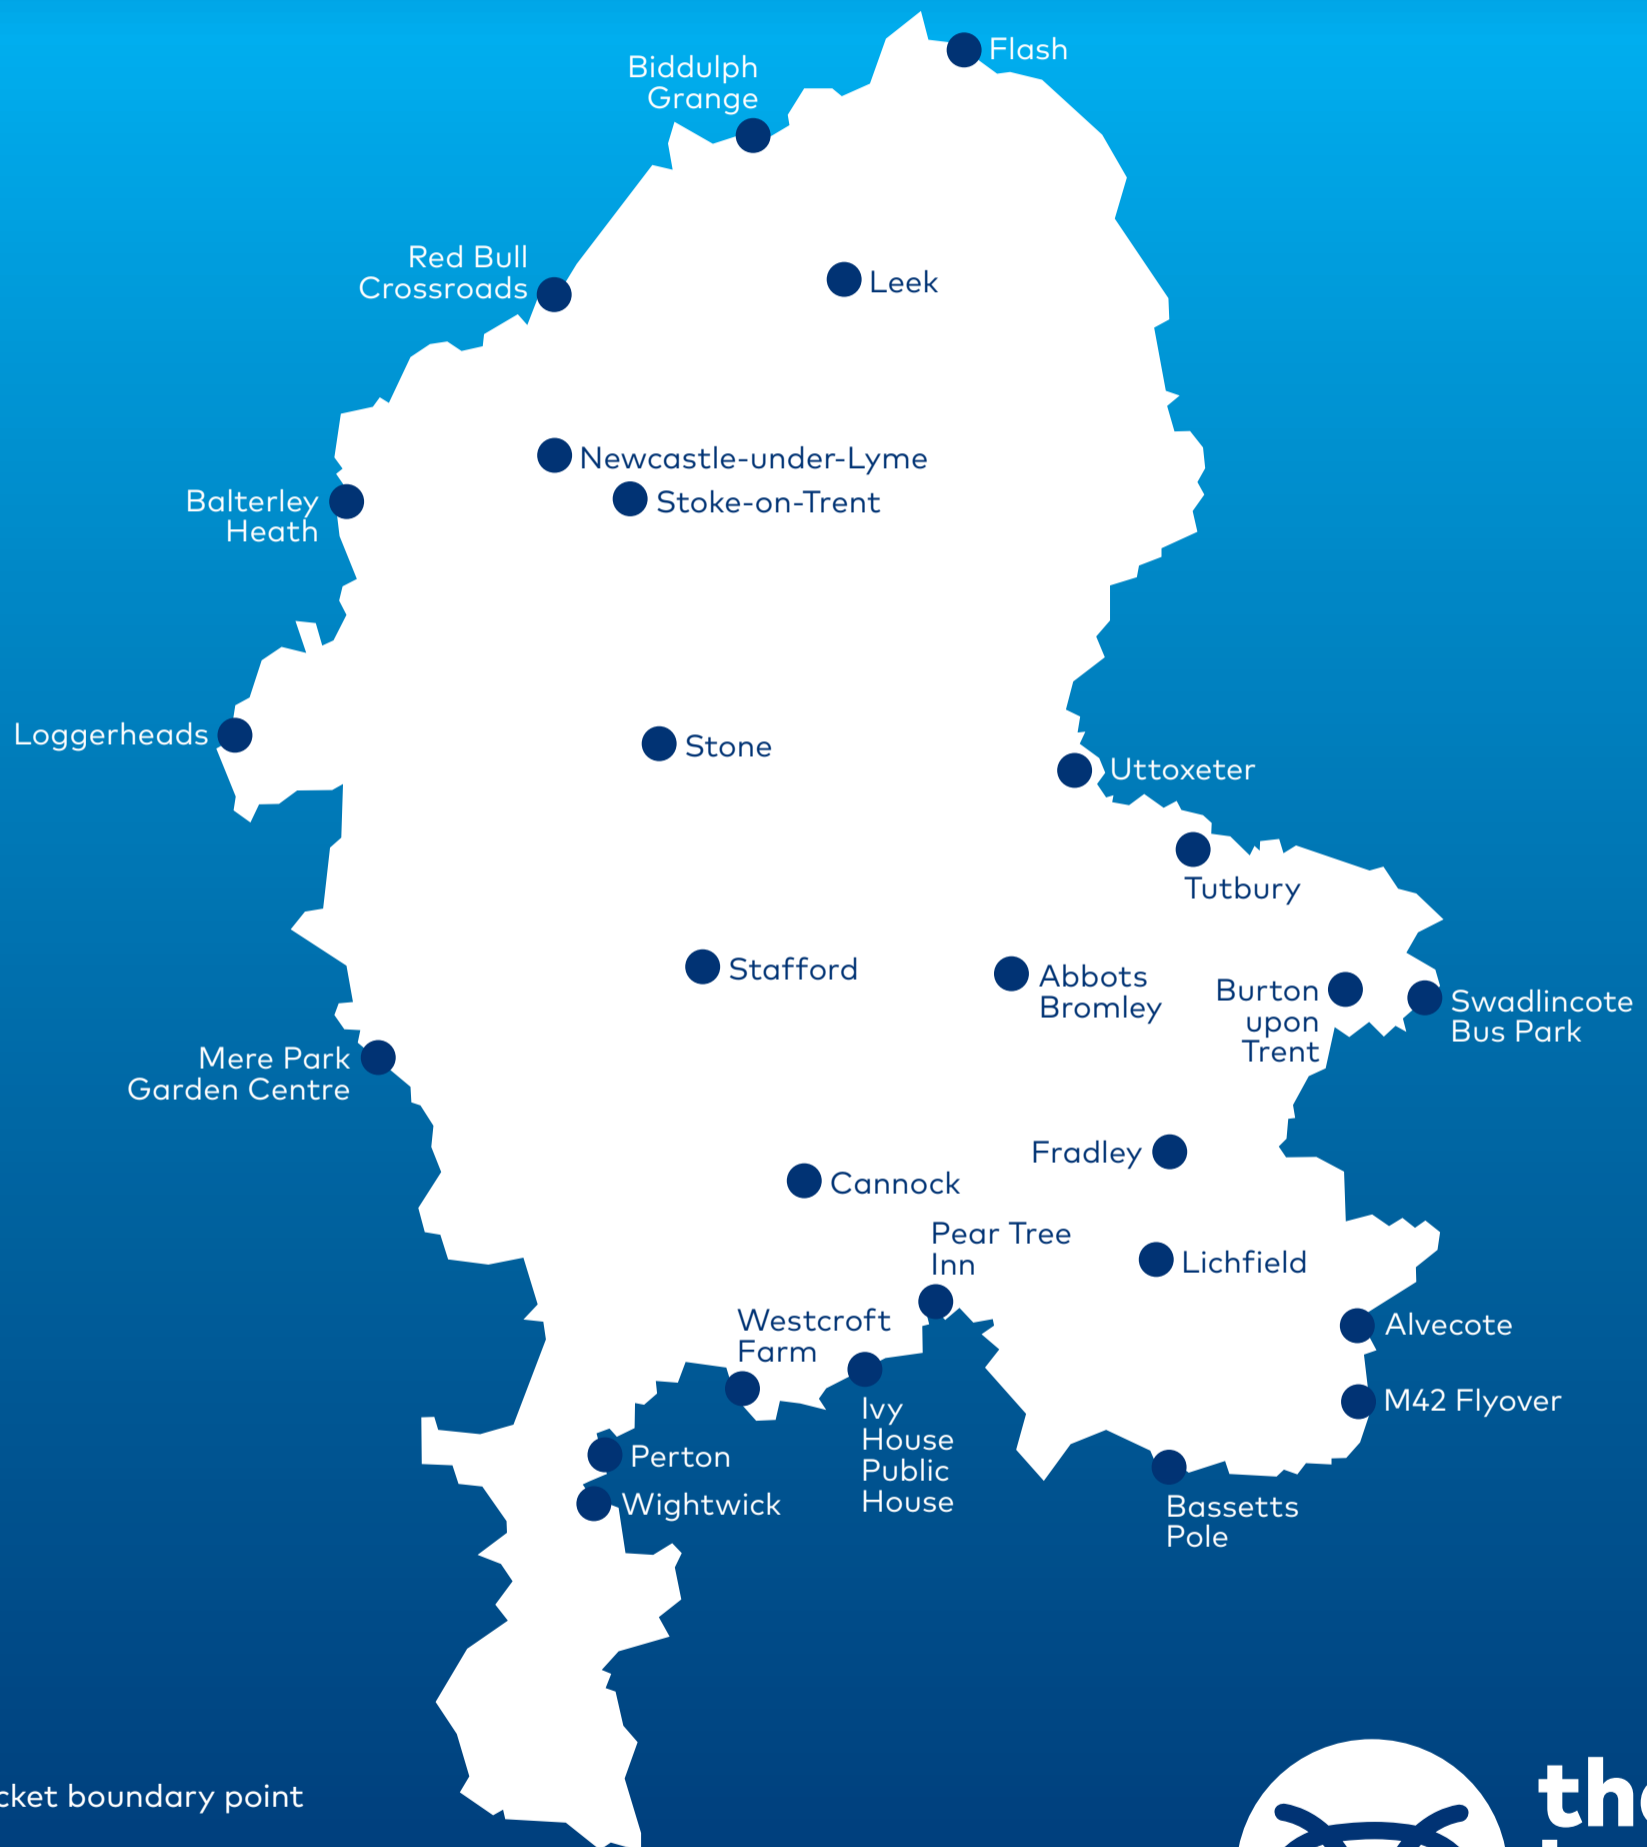 Flash
Biddulph
Grange
Red Bull
Crossroads
Leek
Newcastle-under-Lyme
Stoke-on-Trent
Balterley
Heath
Loggerheads
Stone
Uttoxeter
Tutbury
Stafford
Abbots
Bromley
Burton
upon
Trent
Swadlincote
Bus Park
Mere Park
Garden Centre
Fradley
Cannock
Pear Tree
Inn
Lichfield
Westcroft
Farm
Alvecote
Ivy
House
Public
House
M42 Flyover
Perton
Wightwick
Bassetts
Pole
boundary point